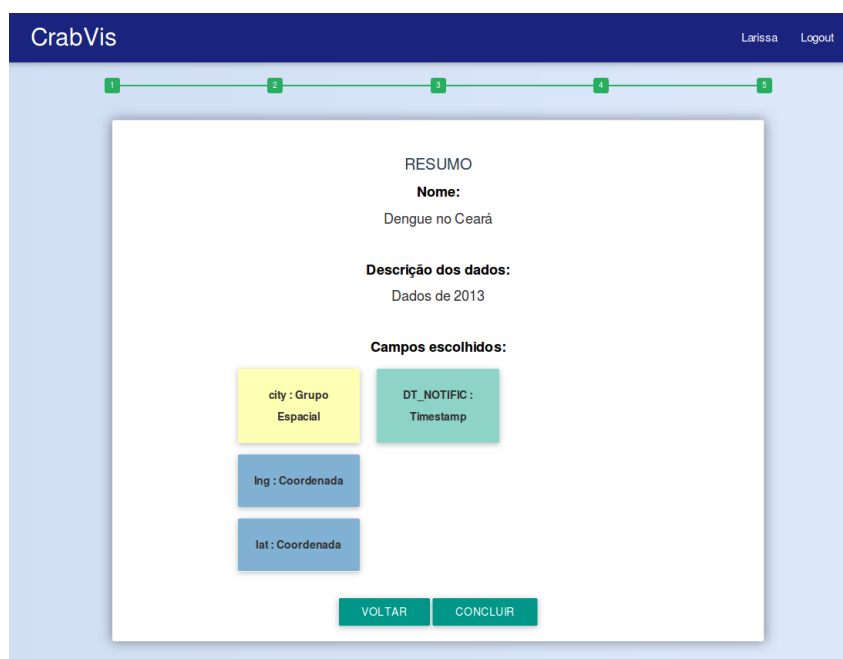 CrabVis
Larissa Logout
1 2 3 4 5
RESUMO
Nome:
Dengue no Ceará
Descrição dos dados:
Dados de 2013
Campos escolhidos:
city : Grupo
Espacial
DT_NOTIFIC :
Timestamp
lng : Coordenada
lat : Coordenada
VOLTAR CONCLUIR